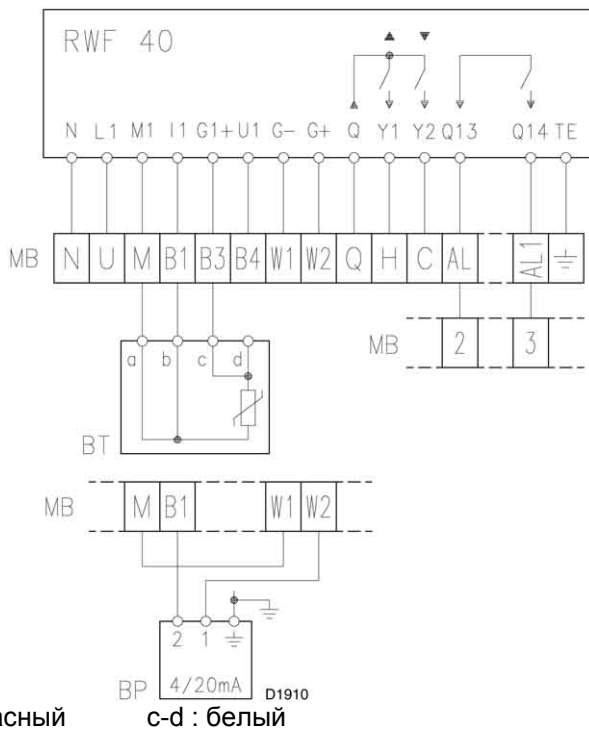 RWF 40
N L1 M1 I1 G1+ U1 G- G+ Q Y1 Y2 Q13 Q14 TE
MB N U M B1 B3 B4 W1 W2 Q H C AL AL1
MB 2 3
a b c d
BT
MB M B1 W1 W2
2 1
BP 4/20mA D1910
c-d : белый